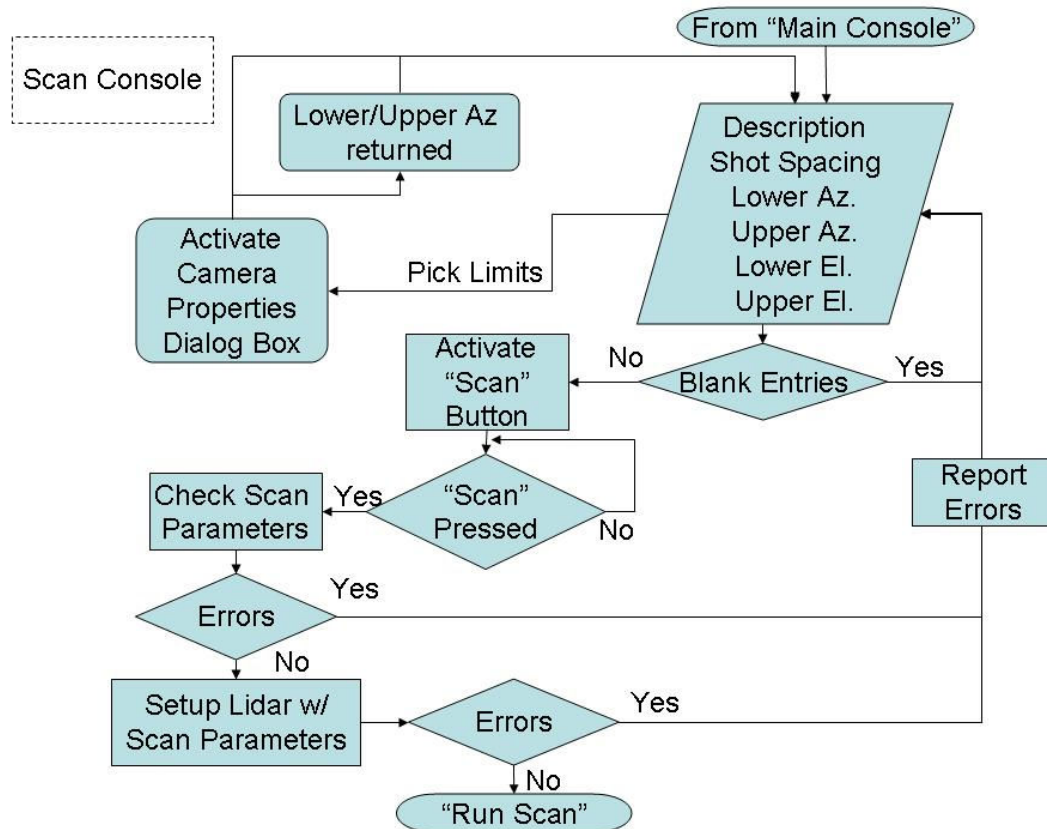 From “Main Console”
Scan Console
Lower/Upper Az
returned
Description
Shot Spacing
Lower Az.
Upper Az.
Lower El.
Upper El.
Activate
Camera
Properties
Dialog Box
Pick Limits
Activate
“Scan”
Button
No
Blank Entries
Yes
Report
Errors
Check Scan
Parameters
Yes
“Scan”
Pressed
No
Errors
Yes
No
Setup Lidar w/
Scan Parameters
Errors
Yes
No
“Run Scan”